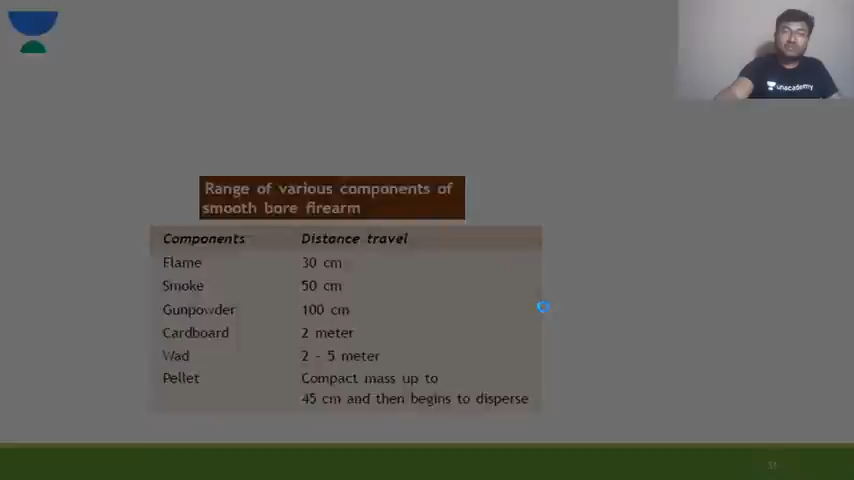 unacademy
Range of various components of
smooth bore firearm
Components Distance travel
Flame 30 cm
Smoke 50 cm
Gunpowder 100 cm
Cardboard 2 meter
Wad 2 - 5 meter
Pellet Compact mass up to
45 cm and then begins to disperse